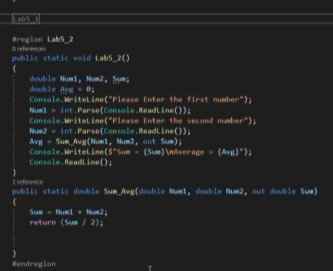 Lab5_1
#region Lab5_2
0 references
public static void Lab5_2()
{
double Num1, Num2, Sum;
double Avg = 0;
Console.WriteLine("Please Enter the first number");
Num1 = int.Parse(Console.ReadLine());
Console.WriteLine("Please Enter the second number");
Num2 = int.Parse(Console.ReadLine());
Avg = Sum_Avg(Num1, Num2, out Sum);
Console.WriteLine($"Sum = {Sum}\nAverage = {Avg}");
Console.ReadLine();
}
1 reference
public static double Sum_Avg(double Num1, double Num2, out double Sum)
{
Sum = Num1 + Num2;
return (Sum / 2);
}
#endregion